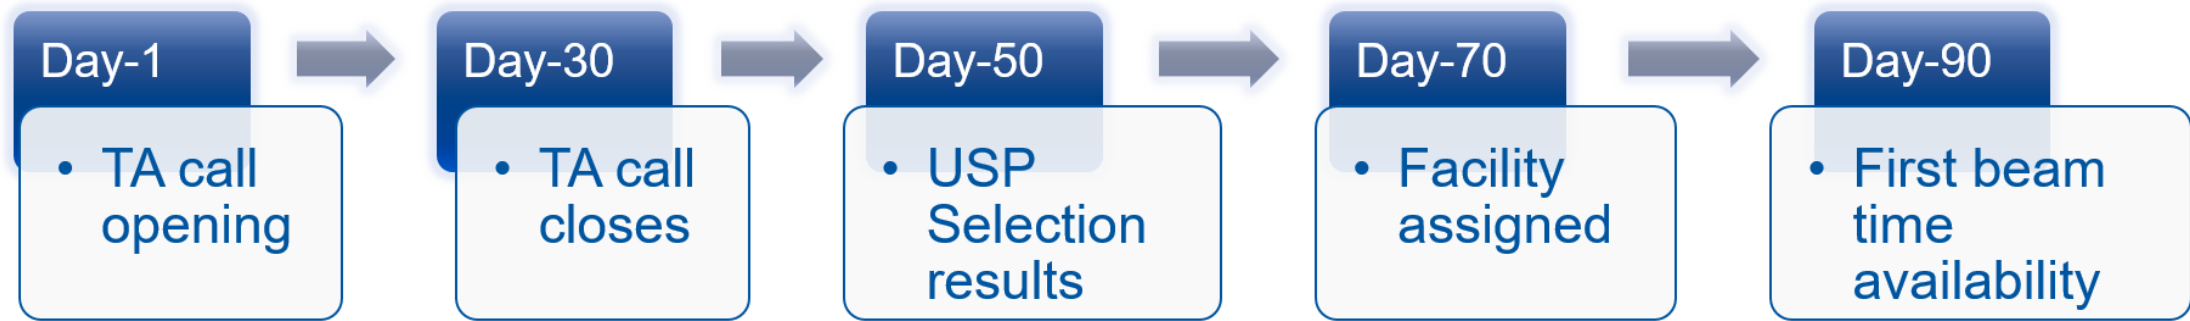 Day-1
• TA call
opening
Day-30
• TA call
closes
Day-50
• USP
Selection
results
Day-70
• Facility
assigned
Day-90
• First beam
time
availability